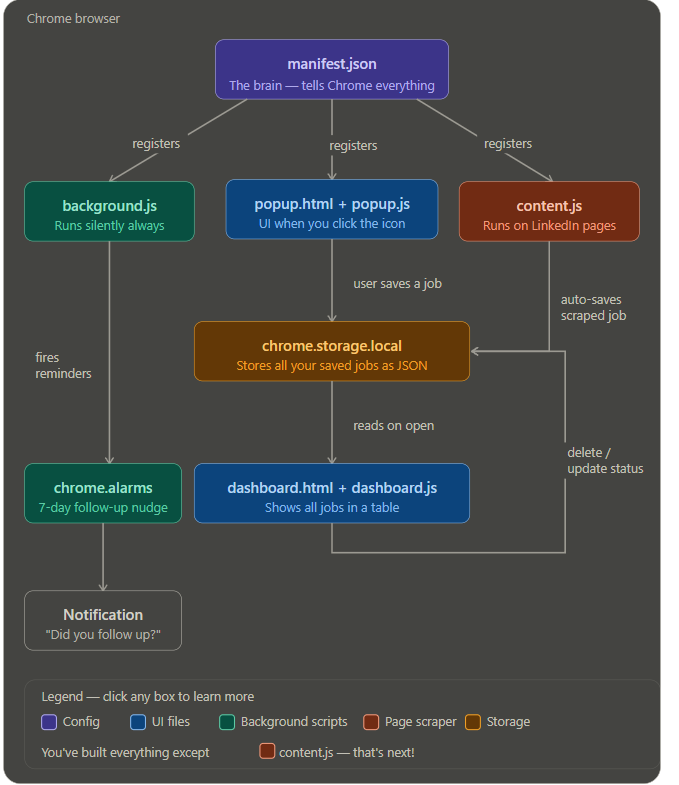 Chrome browser
manifest.json
The brain — tells Chrome everything
registers
registers
registers
background.js
Runs silently always
popup.html + popup.js
UI when you click the icon
content.js
Runs on LinkedIn pages
user saves a job
auto-saves
scraped job
chrome.storage.local
Stores all your saved jobs as JSON
fires
reminders
reads on open
delete /
update status
chrome.alarms
7-day follow-up nudge
dashboard.html + dashboard.js
Shows all jobs in a table
Notification
"Did you follow up?"
Legend — click any box to learn more
Config
UI files
Background scripts
Page scraper
Storage
You've built everything except
content.js — that's next!